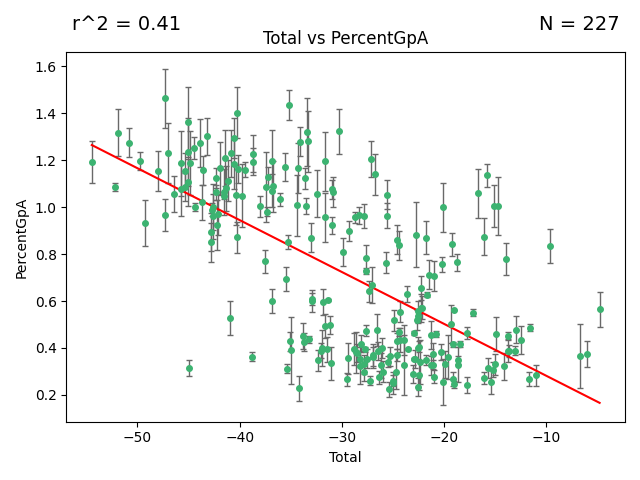 r^2 = 0.41
N = 227
Total vs PercentGpA
1.6
1.4
1.2
1.0
0.8
0.6
0.4
0.2
PercentGpA
−50
−40
−30
−20
−10
Total